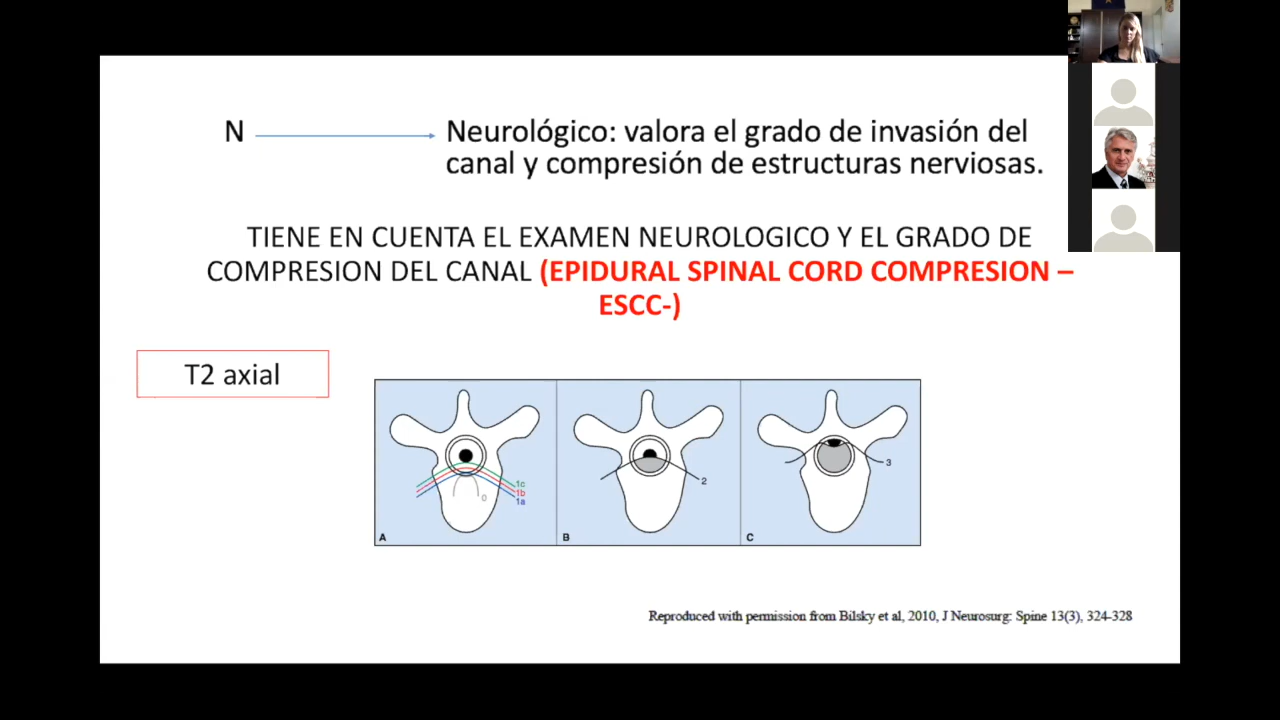 N
Neurológico: valora el grado de invasión del
canal y compresión de estructuras nerviosas.
TIENE EN CUENTA EL EXAMEN NEUROLOGICO Y EL GRADO DE
COMPRESION DEL CANAL (EPIDURAL SPINAL CORD COMPRESION –
ESCC-)
T2 axial
1c
1b
1a
0
A
2
B
3
C
Reproduced with permission from Bilsky et al, 2010, J Neurosurg: Spine 13(3), 324-328